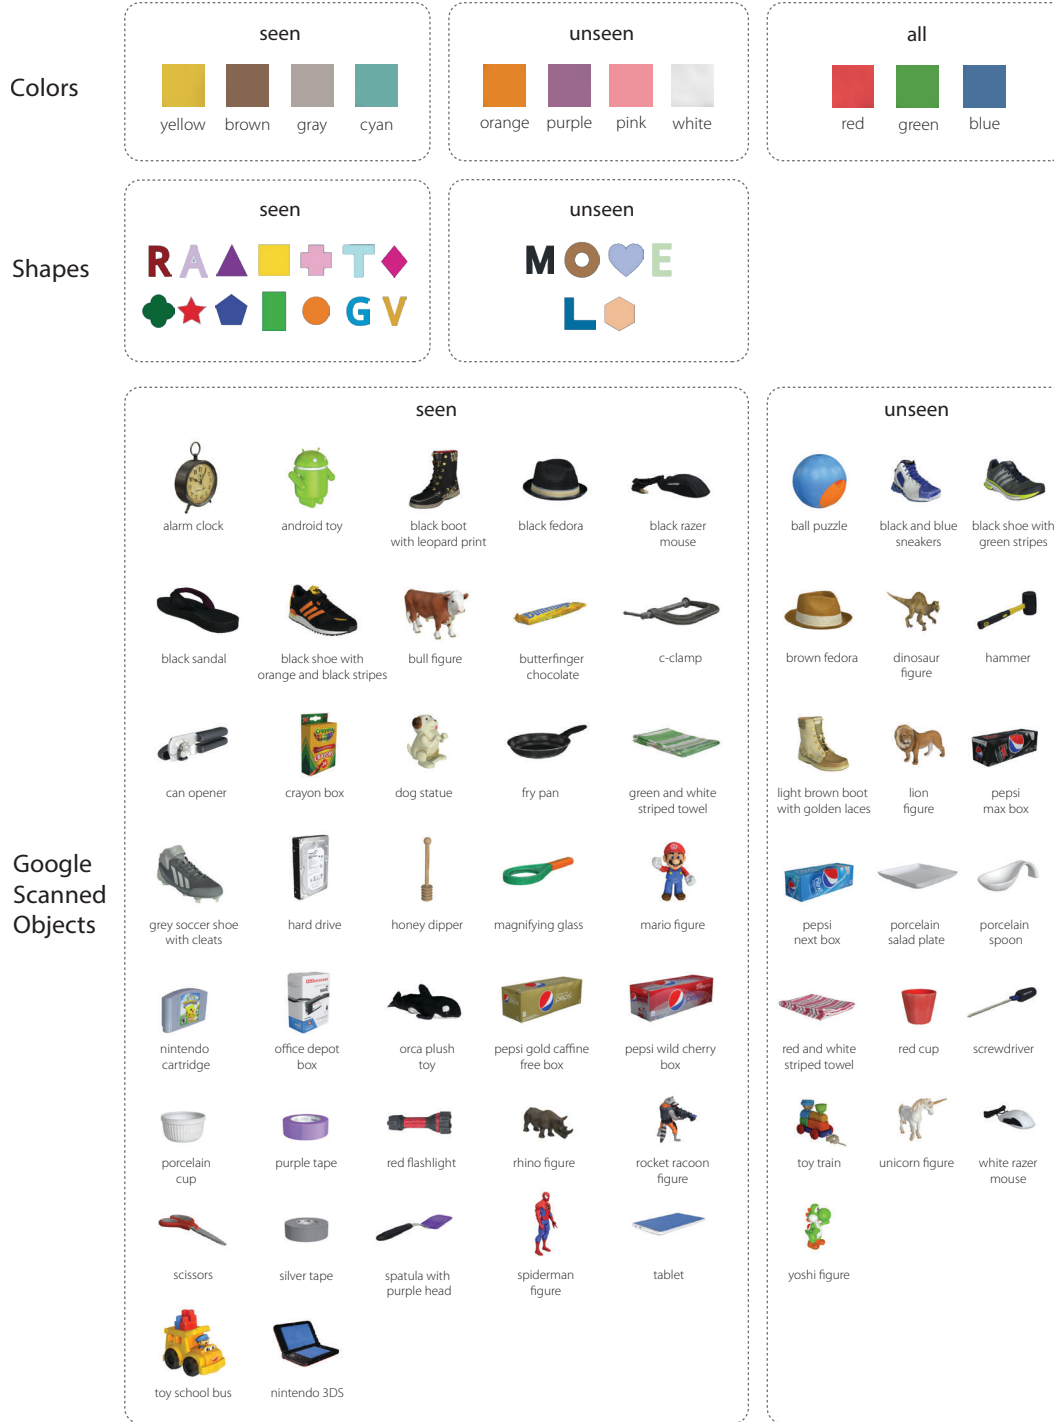 seen
unseen
all
Colors
yellow brown gray cyan
orange purple pink white
red green blue
seen
unseen
Shapes
R A T
G V
M E
L
seen
unseen
alarm clock
android toy
black boot
with leopard print
black fedora
black razer
mouse
ball puzzle
black and blue
sneakers
black shoe with
green stripes
black sandal
black shoe with
orange and black stripes
bull figure
butterfinger
chocolate
c-clamp
brown fedora
dinosaur
figure
hammer
can opener
crayon box
dog statue
fry pan
green and white
striped towel
light brown boot
with golden laces
lion
figure
pepsi
max box
Google
Scanned
Objects
grey soccer shoe
with cleats
hard drive
honey dipper
magnifying glass
mario figure
pepsi
next box
porcelain
salad plate
porcelain
spoon
nintendo
cartridge
office depot
box
orca plush
toy
pepsi gold caffine
free box
pepsi wild cherry
box
red and white
striped towel
red cup
screwdriver
porcelain
cup
purple tape
red flashlight
rhino figure
rocket racoon
figure
toy train
unicorn figure
white razer
mouse
scissors
silver tape
spatula with
purple head
spiderman
figure
tablet
yoshi figure
toy school bus
nintendo 3DS